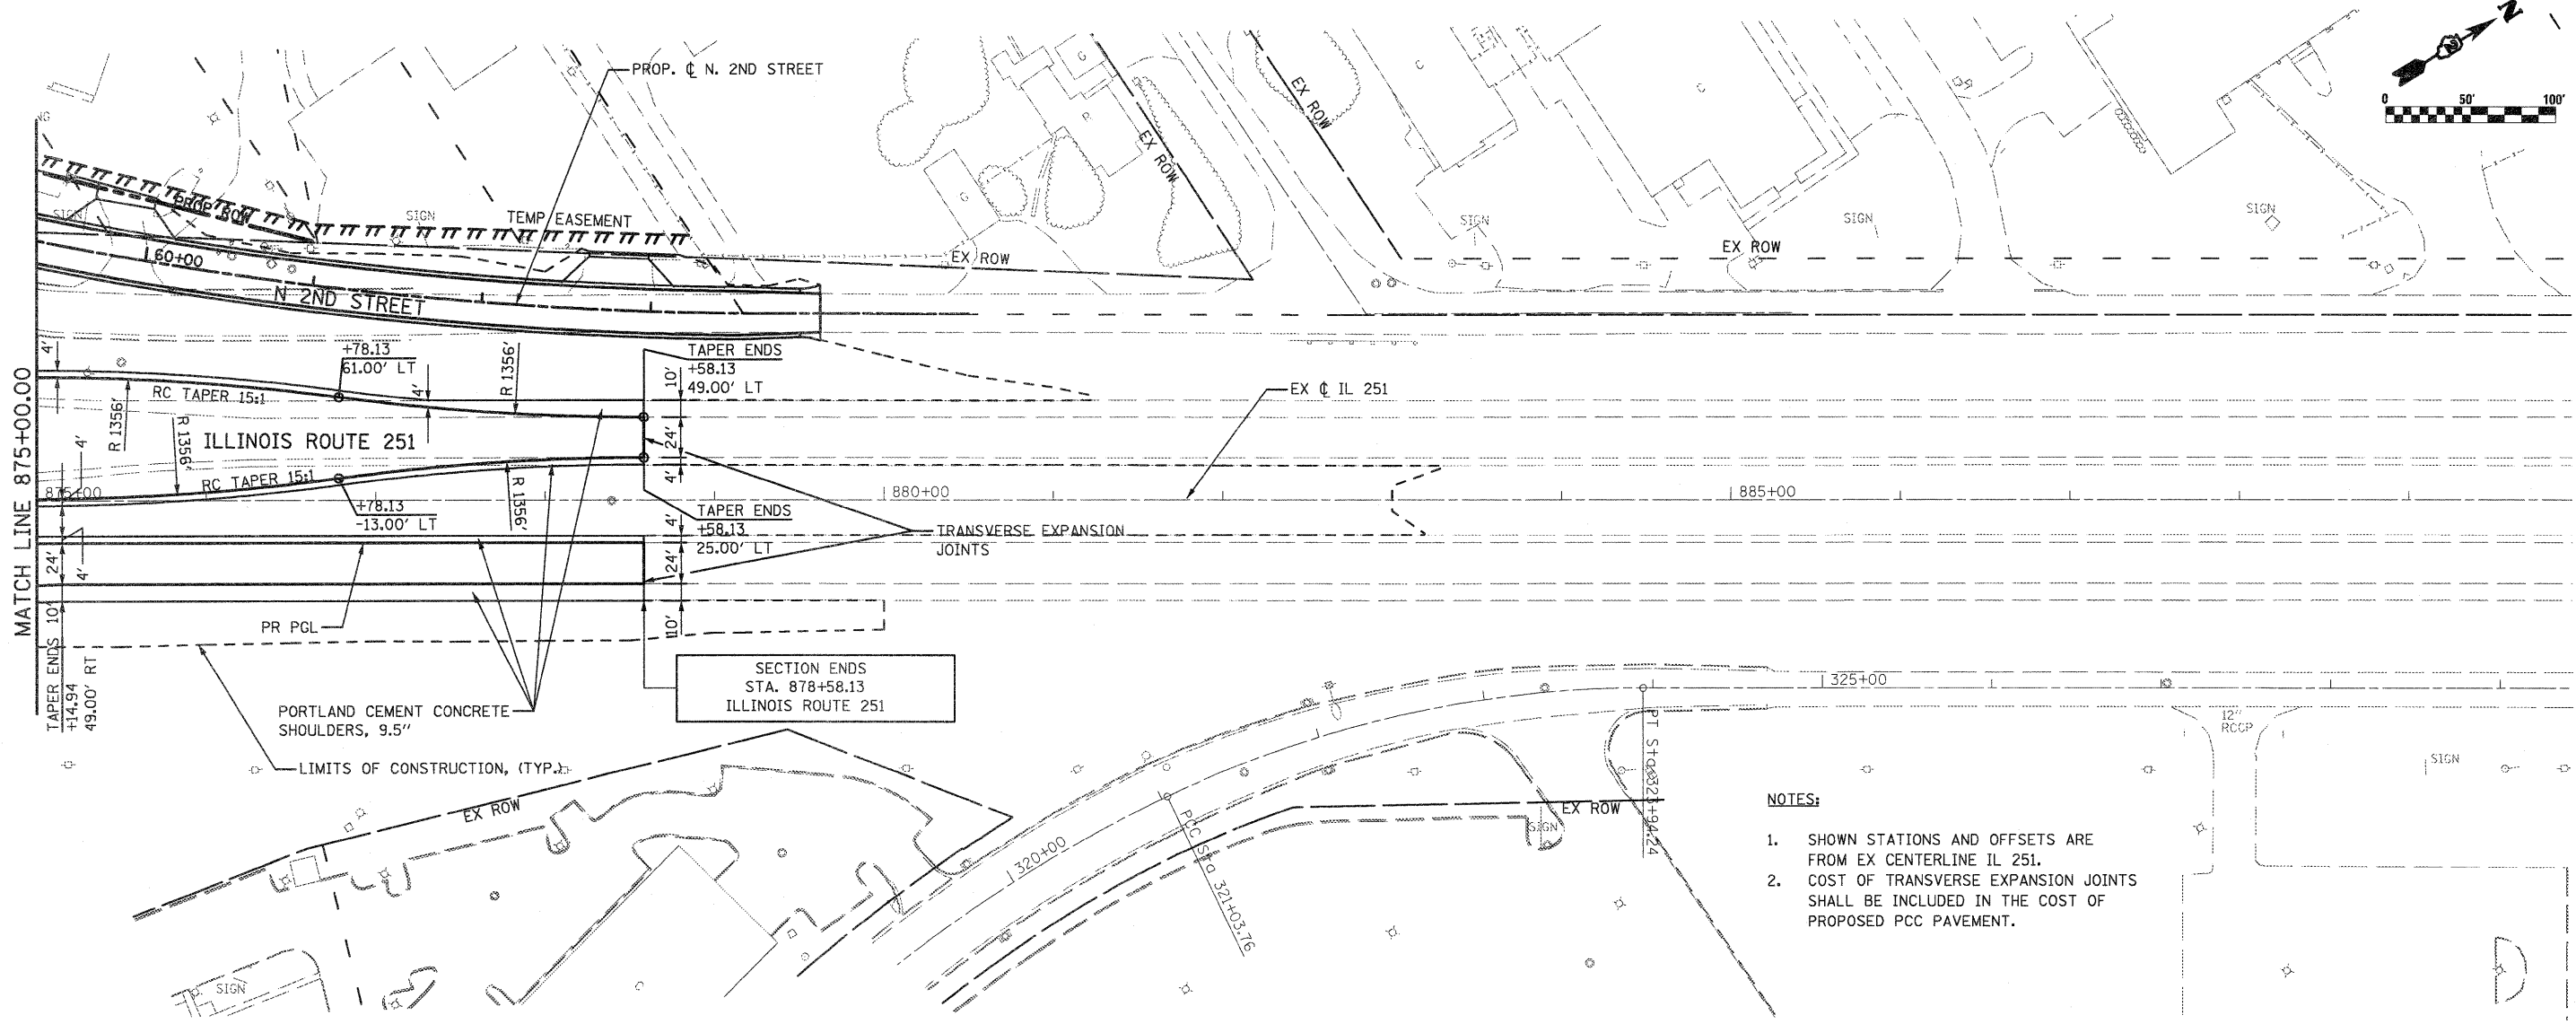 N
0 50' 100'
PROP. ℄ N. 2ND STREET
EX ROW
EX ROW
NG
PROP ROW
SIGN
SIGN
TEMP EASEMENT
SIGN
SIGN
SIGN
EX ROW
EX ROW
60+00
N 2ND STREET
MATCH LINE 875+00.00
4'
+78.13
61.00' LT
4'
R 1356'
TAPER ENDS
+58.13
49.00' LT
10'
RC TAPER 15:1
R 1356'
R 1356'
EX ℄ IL 251
ILLINOIS ROUTE 251
4'
24'
4'
RC TAPER 15:1
875+00
R 1356'
880+00
885+00
+78.13
-13.00' LT
TAPER ENDS
+58.13
25.00' LT
4'
24'
10'
TRANSVERSE EXPANSION
JOINTS
24'
4'
10'
PR PGL
TAPER ENDS
+14.94
49.00' RT
SECTION ENDS
STA. 878+58.13
ILLINOIS ROUTE 251
PORTLAND CEMENT CONCRETE
SHOULDERS, 9.5"
LIMITS OF CONSTRUCTION, (TYP.)
EX ROW
325+00
12"
RCCP
SIGN
PT Sta 323+94.24
EX ROW
SIGN
320+00
PCC Sta 321+03.76
SIGN
C
G
R
G
C
C
NOTES:
1. SHOWN STATIONS AND OFFSETS ARE
FROM EX CENTERLINE IL 251.
2. COST OF TRANSVERSE EXPANSION JOINTS
SHALL BE INCLUDED IN THE COST OF
PROPOSED PCC PAVEMENT.